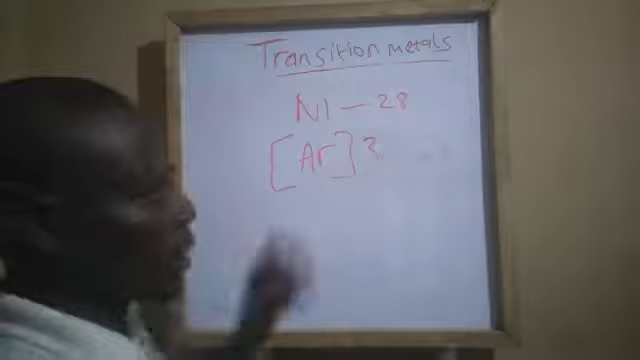 Transition metals
NI — 28
[Ar] 3